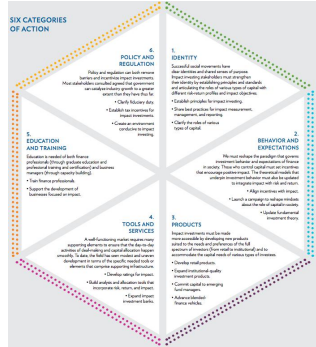 SIX CATEGORIES
OF ACTION
6.
POLICY AND
REGULATION
Policy and regulation can both remove
barriers and incentivize impact investments.
Most stakeholders consulted agreed that government
can catalyze industry growth to a greater
extent than they have thus far.
• Clarify fiduciary duty.
• Establish tax incentives for
impact investments.
• Create an environment
conducive to impact
investing.
1.
IDENTITY
Successful social movements have
clear identities and shared senses of purpose.
Impact investing stakeholders must strengthen
their identity by establishing principles and standards
and articulating the roles of various types of capital with
different risk-return profiles and impact objectives.
• Establish principles for impact investing.
• Share best practices for impact measurement,
management, and reporting.
• Clarify the roles of various
types of capital.
5.
EDUCATION
AND TRAINING
Education is needed of both finance
professionals (through graduate education and
professional training and certification) and business
managers (through capacity building).
• Train finance professionals.
• Support the development of
businesses focused on impact.
2.
BEHAVIOR AND
EXPECTATIONS
We must reshape the paradigm that governs
investment behavior and expectations of finance
in society. Those who control capital must set incentives
that encourage positive impact. The theoretical models that
underpin investment behavior must also be updated
to integrate impact with risk and return.
• Align incentives with impact.
• Launch a campaign to reshape mindsets
about the role of capital in society.
• Update fundamental
investment theory.
4.
TOOLS AND
SERVICES
A well-functioning market requires many
supporting elements to ensure that the day-to-day
activities of deal-making and capital allocation happen
smoothly. To date, the field has seen modest and uneven
development in terms of the specific needed tools or
elements that comprise supporting infrastructure.
• Develop ratings for impact.
• Build analysis and allocation tools that
incorporate risk, return, and impact.
• Expand impact
investment banks.
3.
PRODUCTS
Impact investments must be made
more accessible by developing new products
suited to the needs and preferences of the full
spectrum of investors (from retail to institutional) and to
accommodate the capital needs of various types of investees.
• Develop retail products.
• Expand institutional-quality
investment products.
• Commit capital to emerging
fund managers.
• Advance blended-
finance vehicles.